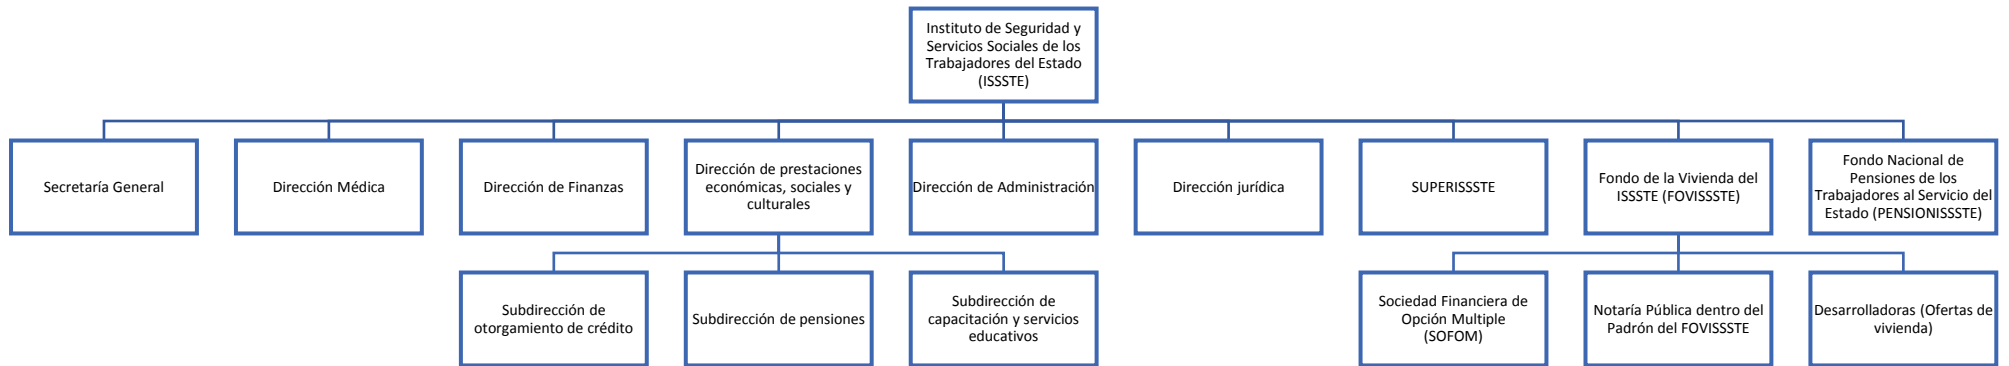 Instituto de Seguridad y
Servicios Sociales de los
Trabajadores del Estado
(ISSSTE)
Secretaría General
Dirección Médica
Dirección de Finanzas
Dirección de prestaciones
económicas, sociales y
culturales
Dirección de Administración
Dirección jurídica
SUPERISSSTE
Fondo de la Vivienda del
ISSSTE (FOVISSSTE)
Fondo Nacional de
Pensiones de los
Trabajadores al Servicio del
Estado (PENSIONISSSTE)
Subdirección de
otorgamiento de crédito
Subdirección de pensiones
Subdirección de
capacitación y servicios
educativos
Sociedad Financiera de
Opción Multiple
(SOFOM)
Notaría Pública dentro del
Padrón del FOVISSSTE
Desarrolladoras (Ofertas de
vivienda)